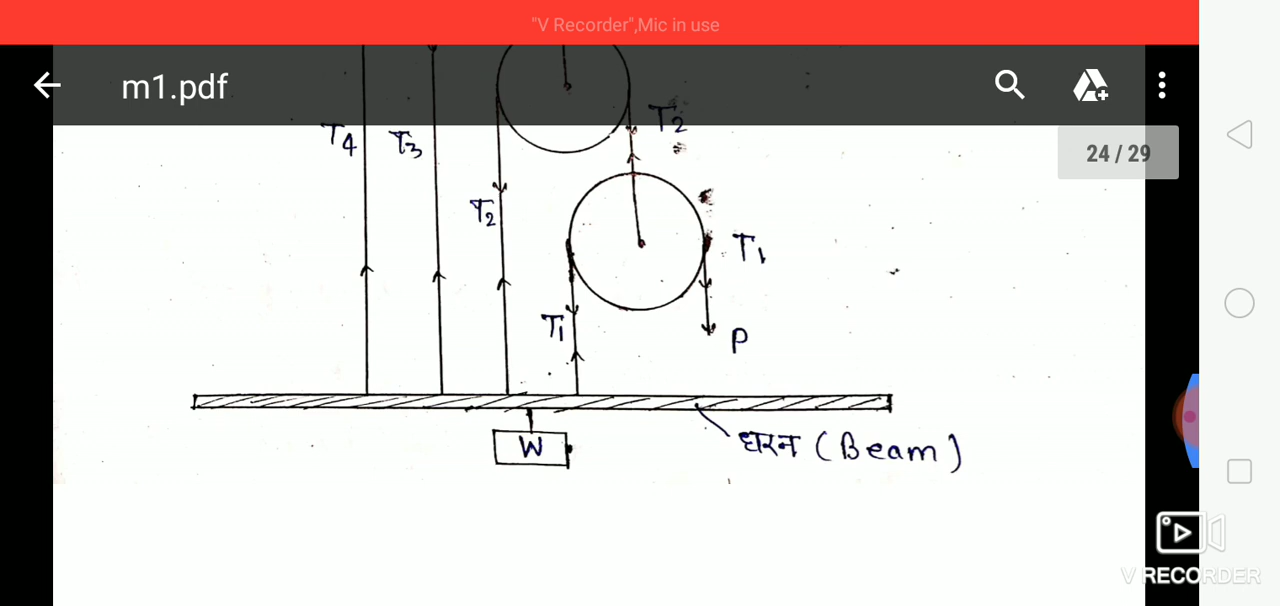 "V Recorder",Mic in use
m1.pdf
24 / 29
T4 T3 T2
T2
T1
T1
P
W
धरन (Beam)
V RECORDER